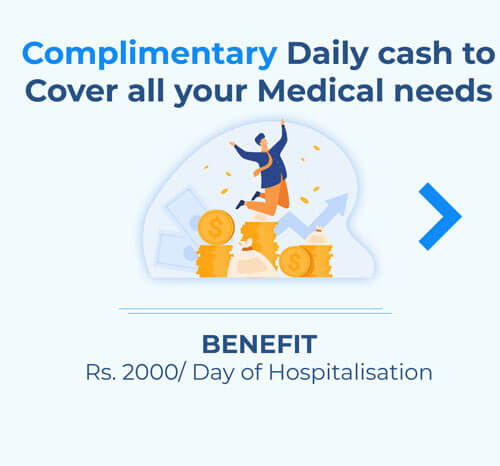 Complimentary Daily cash to
Cover all your Medical needs
BENEFIT
Rs. 2000/ Day of Hospitalisation